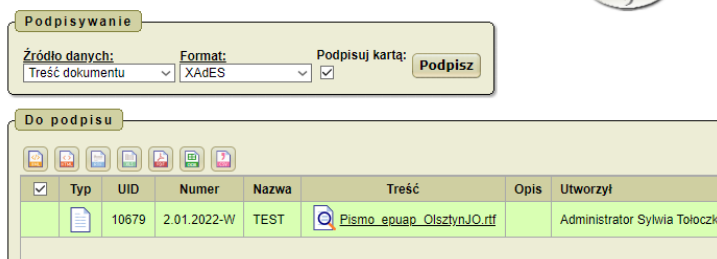 Podpisywanie
Źródło danych: Format: Podpisuj kartą:
Treść dokumentu XAdES Podpisz
Do podpisu
Typ UID Numer Nazwa Treść Opis Utworzył
10679 2.01.2022-W TEST Pismo_epuap_OlsztynJO.rtf Administrator Sylwia Tołoczk